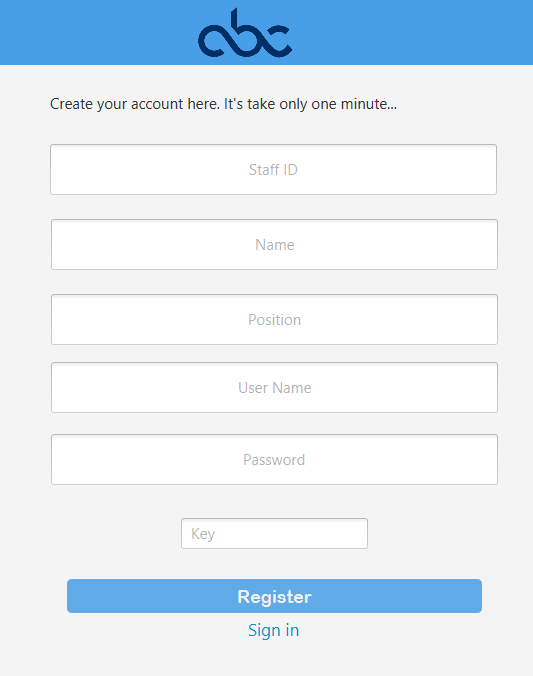 abc
Create your account here. It's take only one minute...
Staff ID
Name
Position
User Name
Password
Key
Register
Sign in